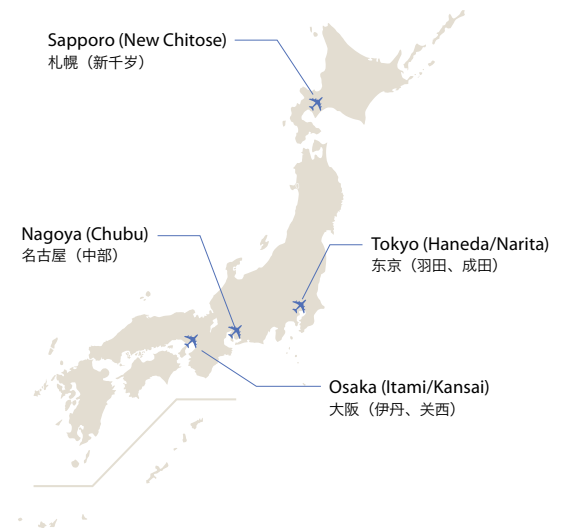 Sapporo (New Chitose)
札幌（新千岁）
Nagoya (Chubu)
名古屋（中部）
Tokyo (Haneda/Narita)
东京（羽田、成田）
Osaka (Itami/Kansai)
大阪（伊丹、关西）